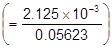 (= 2.125×10⁻³ / 0.05623)